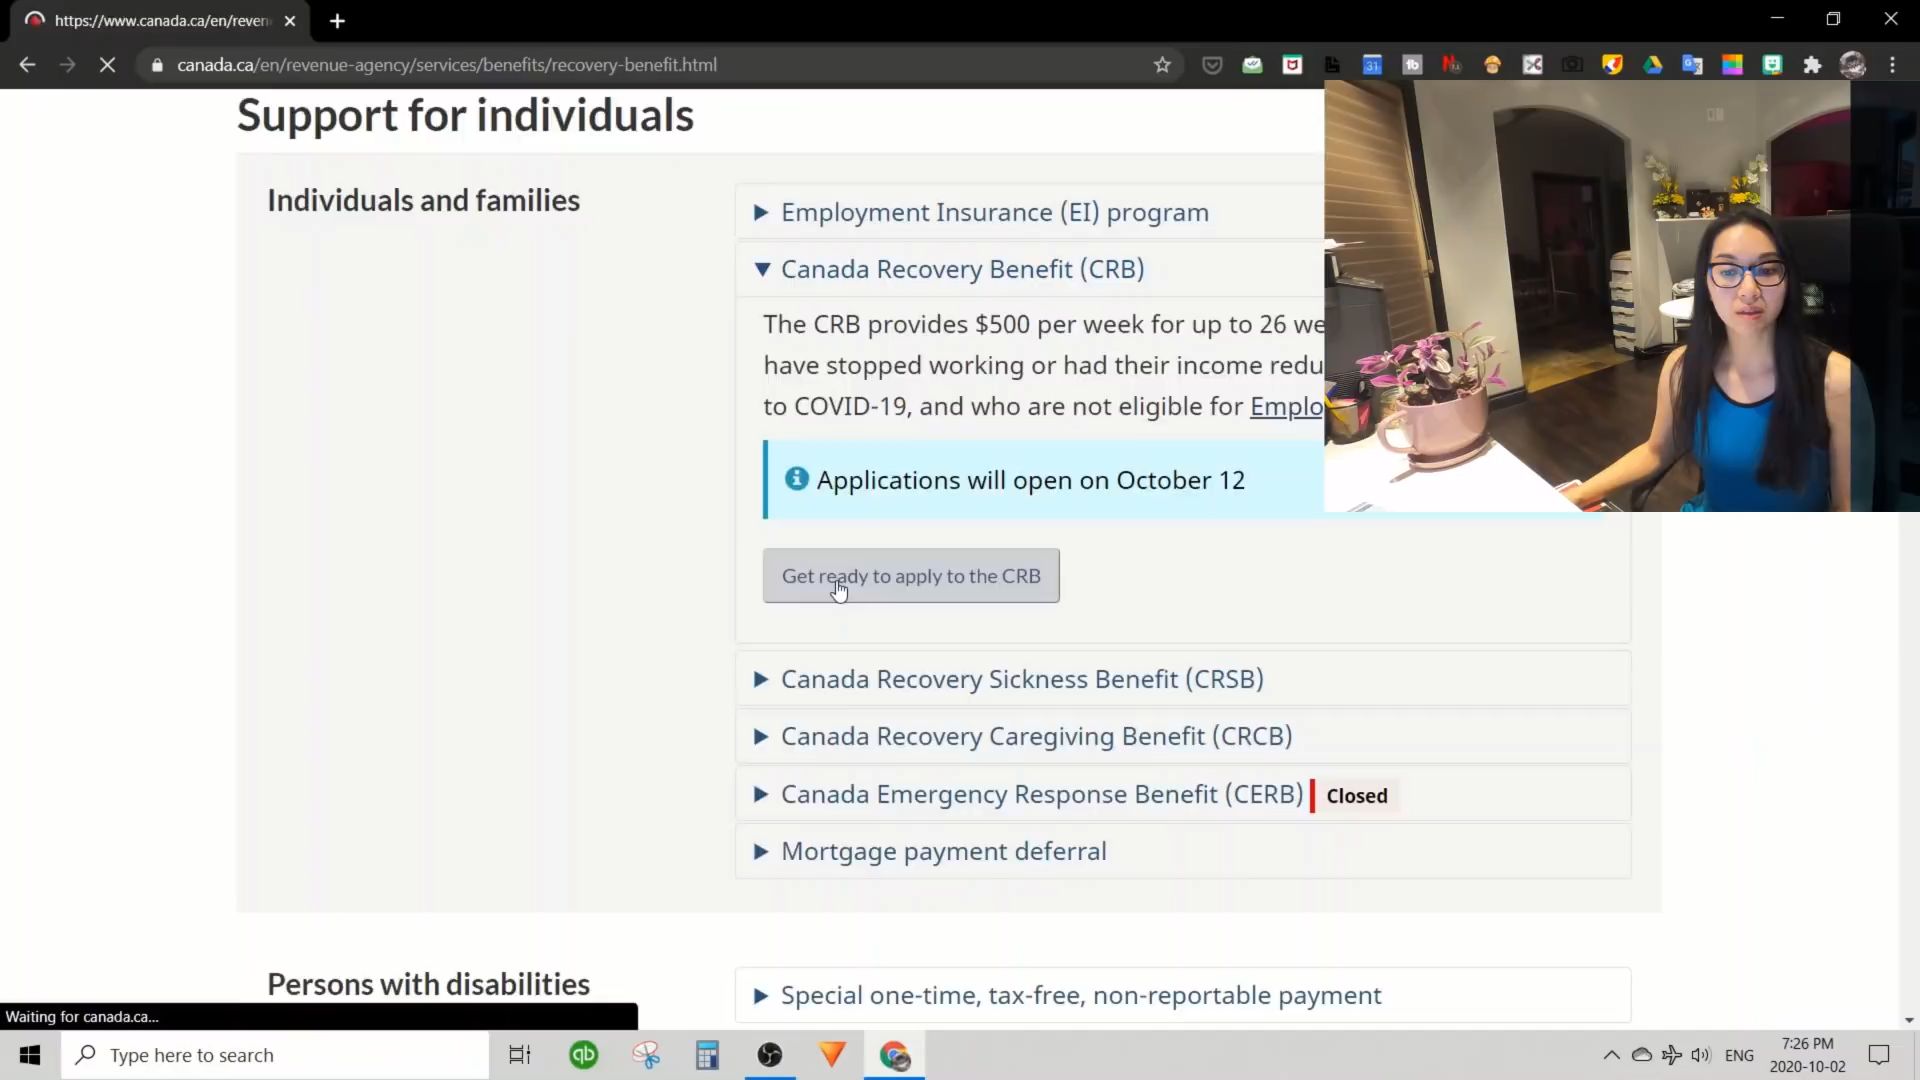 https://www.canada.ca/en/reven
canada.ca/en/revenue-agency/services/benefits/recovery-benefit.html
Support for individuals
Individuals and families
Employment Insurance (EI) program
Canada Recovery Benefit (CRB)
The CRB provides $500 per week for up to 26 we
have stopped working or had their income redu
to COVID-19, and who are not eligible for Emplo
Applications will open on October 12
Get ready to apply to the CRB
Canada Recovery Sickness Benefit (CRSB)
Canada Recovery Caregiving Benefit (CRCB)
Canada Emergency Response Benefit (CERB) Closed
Mortgage payment deferral
Persons with disabilities
Special one-time, tax-free, non-reportable payment
Waiting for canada.ca...
Type here to search
qb
ENG
7:26 PM
2020-10-02